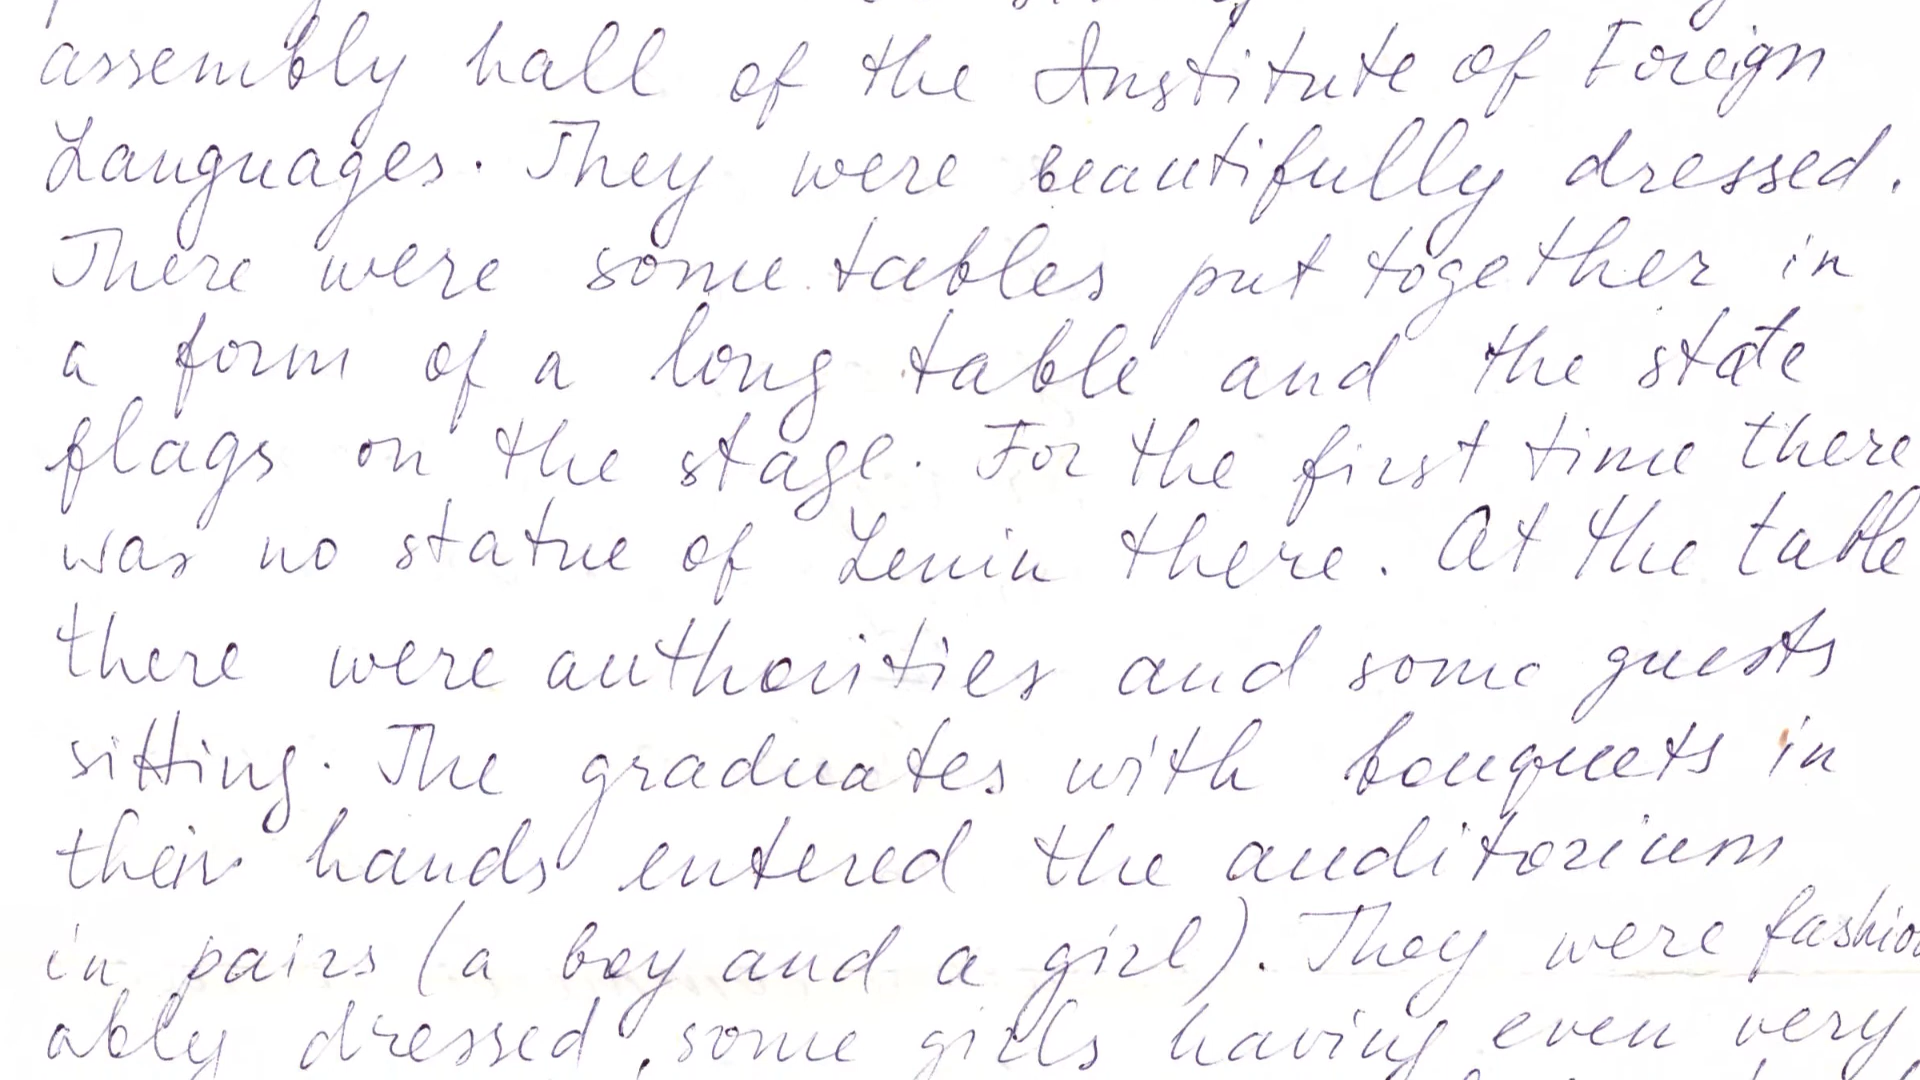 assembly hall of the Institute of Foreign
Languages. They were beautifully dressed.
There were some tables put together in
a form of a long table and the state
flags on the stage. For the first time there
was no statue of Lenin there. At the table
there were authorities and some guests
sitting. The graduates with bouquets in
their hands entered the auditorium
in pairs (a boy and a girl). They were fashion
ably dressed, some girls having even very